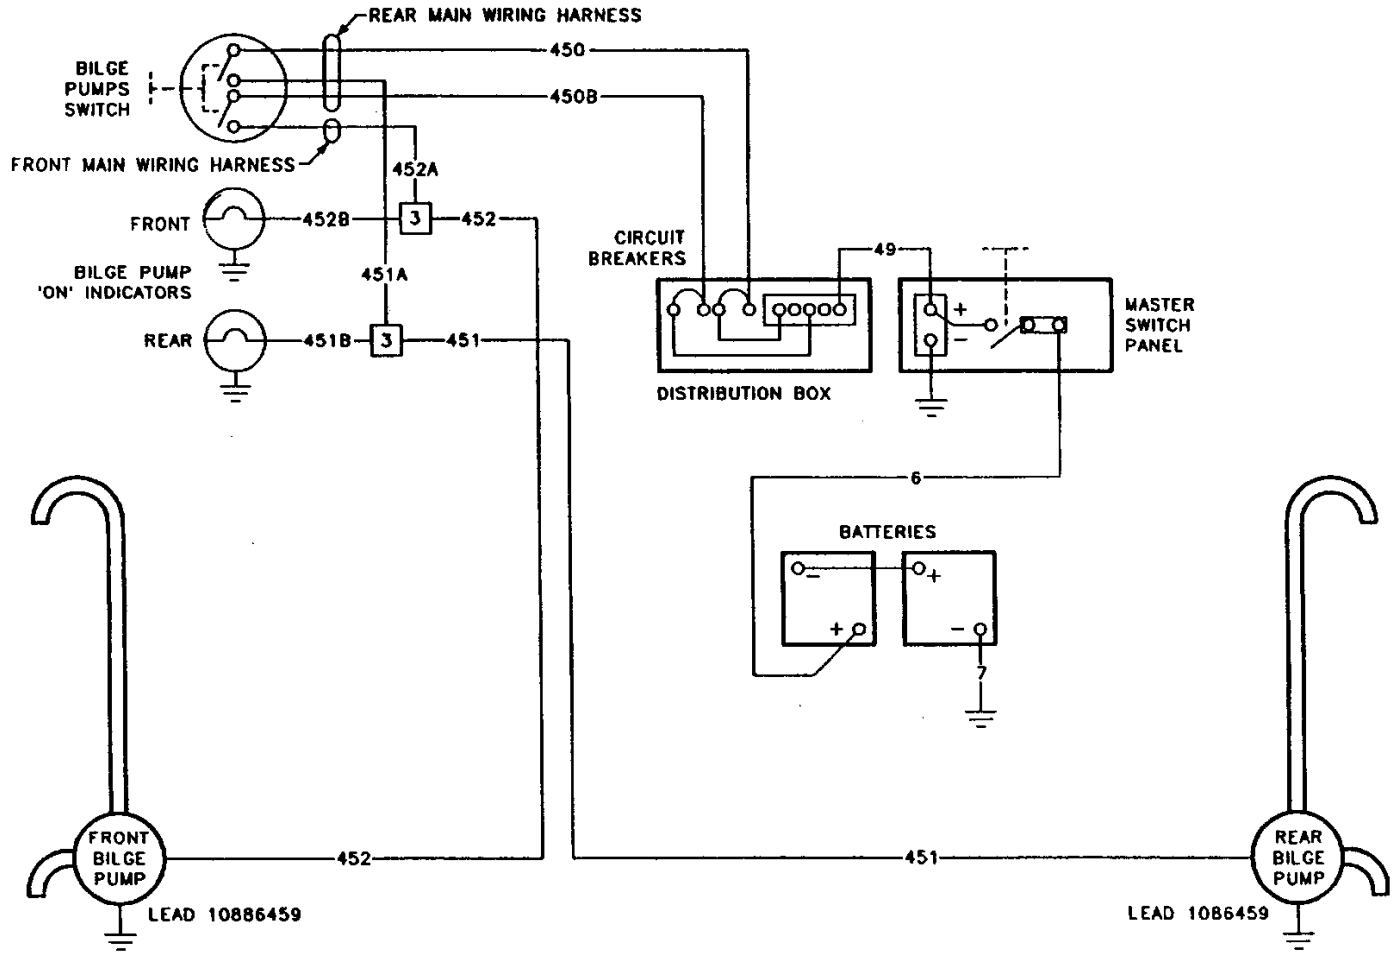 REAR MAIN WIRING HARNESS
450
BILGE
PUMPS
SWITCH
450B
FRONT MAIN WIRING HARNESS
452A
FRONT
452B
3
452
BILGE PUMP
'ON' INDICATORS
451A
REAR
451B
3
451
CIRCUIT
BREAKERS
49
+
-
MASTER
SWITCH
PANEL
DISTRIBUTION BOX
6
BATTERIES
-
+
+
-
7
FRONT
BILGE
PUMP
452
451
REAR
BILGE
PUMP
LEAD 10886459
LEAD 1086459